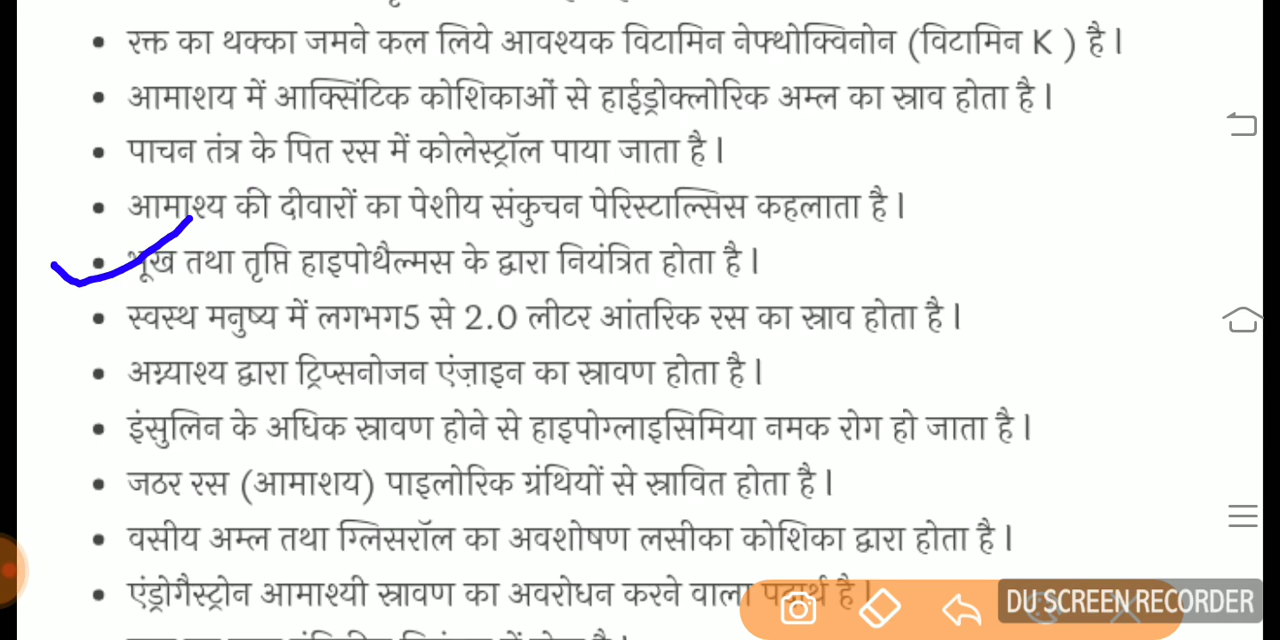 • रक्त का थक्का जमने कल लिये आवश्यक विटामिन नेफ्थोक्विनोन (विटामिन K ) है।
• आमाशय में आक्सिंटिक कोशिकाओं से हाईड्रोक्लोरिक अम्ल का स्राव होता है।
• पाचन तंत्र के पित रस में कोलेस्ट्रॉल पाया जाता है।
• आमाश्य की दीवारों का पेशीय संकुचन पेरिस्टाल्सिस कहलाता है।
• भूख तथा तृप्ति हाइपोथैल्मस के द्वारा नियंत्रित होता है।
• स्वस्थ मनुष्य में लगभग5 से 2.0 लीटर आंतरिक रस का स्राव होता है।
• अग्न्याश्य द्वारा ट्रिप्सनोजन एंज़ाइन का स्रावण होता है।
• इंसुलिन के अधिक स्रावण होने से हाइपोग्लाइसिमिया नमक रोग हो जाता है।
• जठर रस (आमाशय) पाइलोरिक ग्रंथियों से स्रावित होता है।
• वसीय अम्ल तथा ग्लिसरॉल का अवशोषण लसीका कोशिका द्वारा होता है।
• एंड्रोगैस्ट्रोन आमाश्यी स्रावण का अवरोधन करने वाला पदार्थ है।
DU SCREEN RECORDER